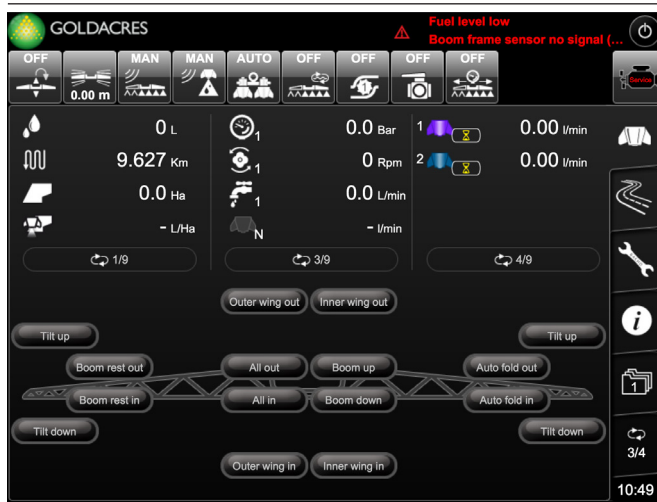 GOLDACRES
Fuel level low
Boom frame sensor no signal (...
OFF
MAN
MAN
AUTO
OFF
OFF
OFF
OFF
0.00 m
1
Service
0 L
1
0.0 Bar
1
0.00 l/min
9.627 Km
1
0 Rpm
2
0.00 l/min
0.0 Ha
1
0.0 L/min
- L/Ha
N
- l/min
1/9
3/9
4/9
Outer wing out
Inner wing out
Tilt up
Tilt up
Boom rest out
All out
Boom up
Auto fold out
Boom rest in
All in
Boom down
Auto fold in
Tilt down
Tilt down
Outer wing in
Inner wing in
i
1
3/4
10:49